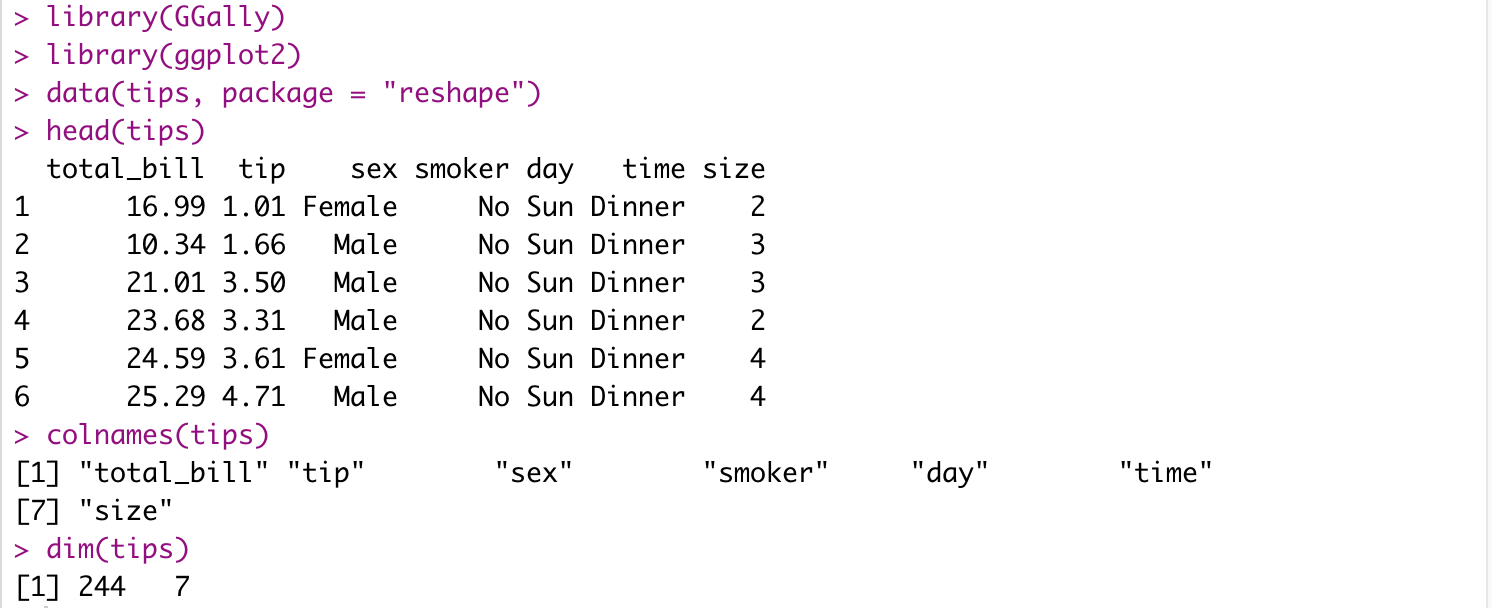 > library(GGally)
> library(ggplot2)
> data(tips, package = "reshape")
> head(tips)
  total_bill  tip    sex smoker day   time size
1      16.99 1.01 Female     No Sun Dinner    2
2      10.34 1.66   Male     No Sun Dinner    3
3      21.01 3.50   Male     No Sun Dinner    3
4      23.68 3.31   Male     No Sun Dinner    2
5      24.59 3.61 Female     No Sun Dinner    4
6      25.29 4.71   Male     No Sun Dinner    4
> colnames(tips)
[1] "total_bill" "tip"        "sex"        "smoker"     "day"        "time"
[7] "size"
> dim(tips)
[1] 244   7